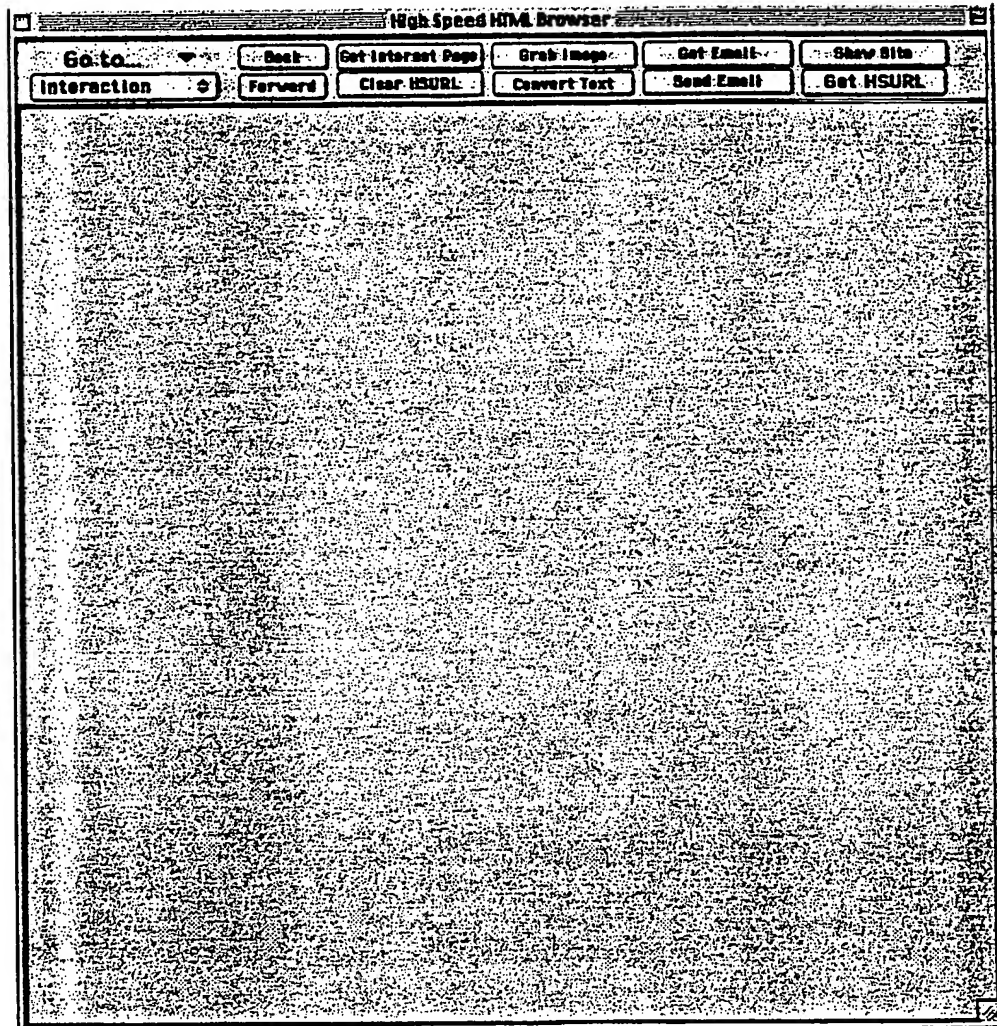 High Speed HTML Browser
Go to... Back Get Internet Page Grab Image Get Email Show Site
Interaction Forward Clear HSURL Convert Text Send Email Get HSURL